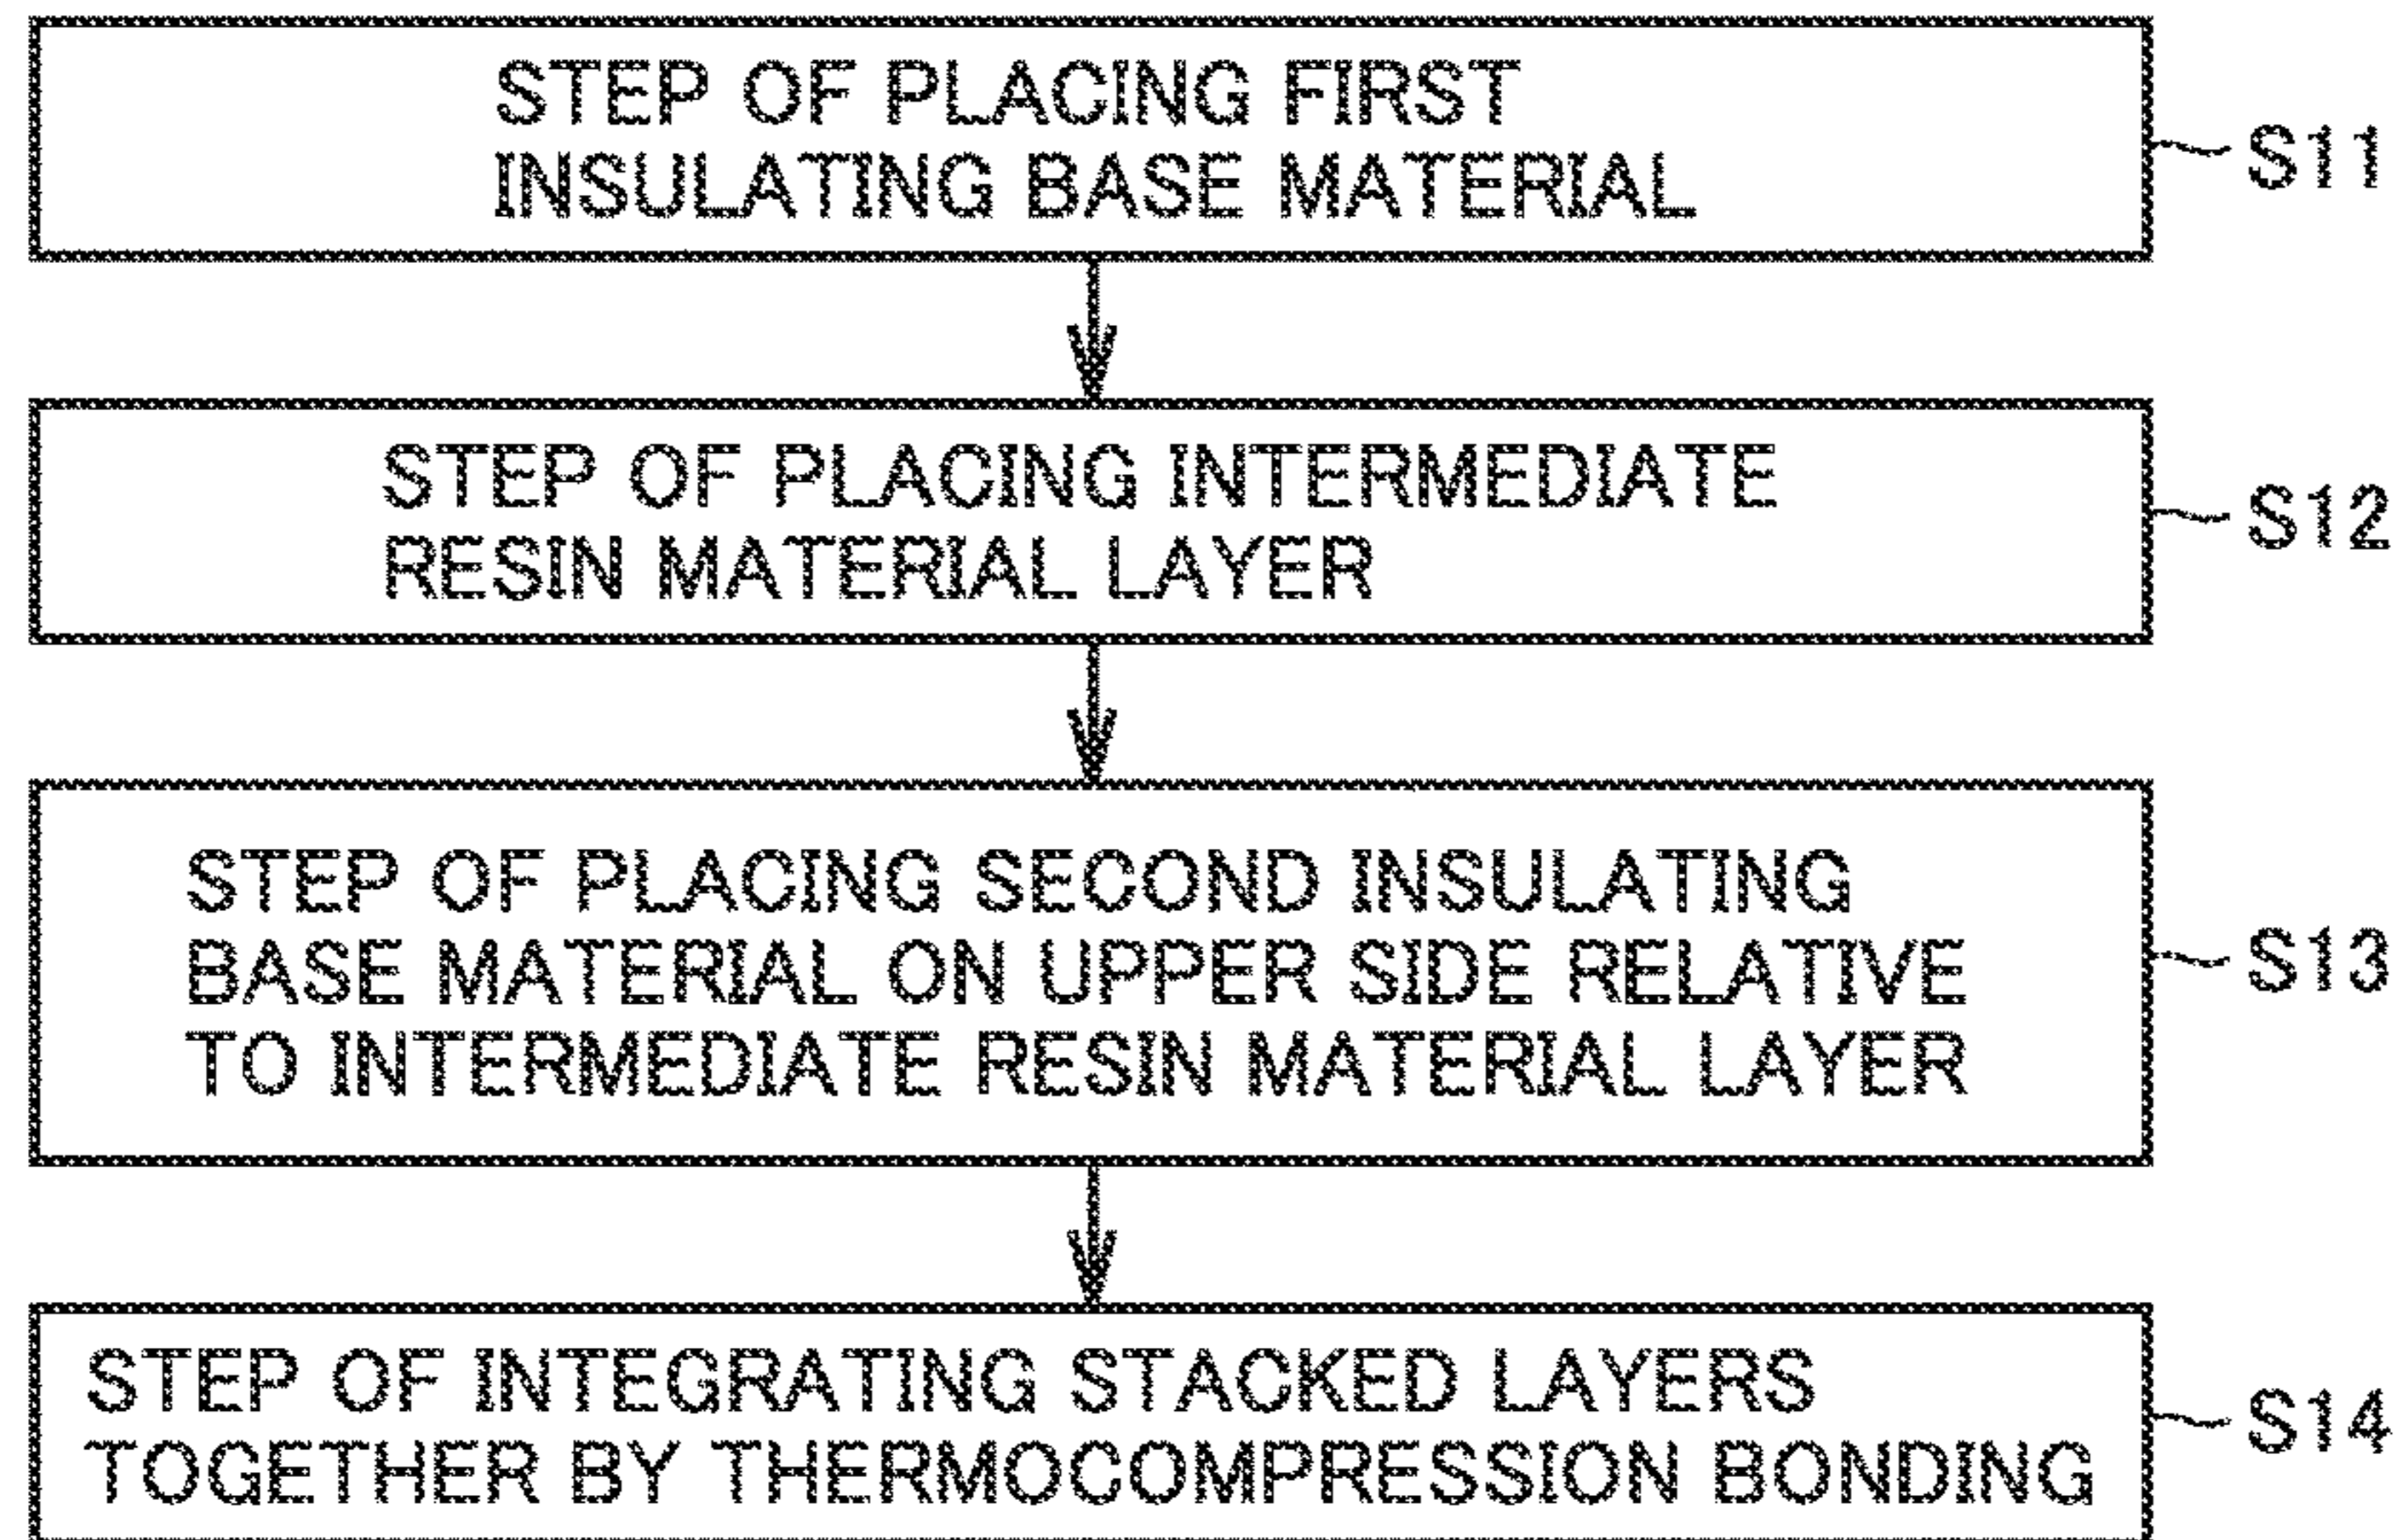 STEP OF PLACING FIRST
INSULATING BASE MATERIAL
S11
STEP OF PLACING INTERMEDIATE
RESIN MATERIAL LAYER
S12
STEP OF PLACING SECOND INSULATING
BASE MATERIAL ON UPPER SIDE RELATIVE
TO INTERMEDIATE RESIN MATERIAL LAYER
S13
STEP OF INTEGRATING STACKED LAYERS
TOGETHER BY THERMOCOMPRESSION BONDING
S14